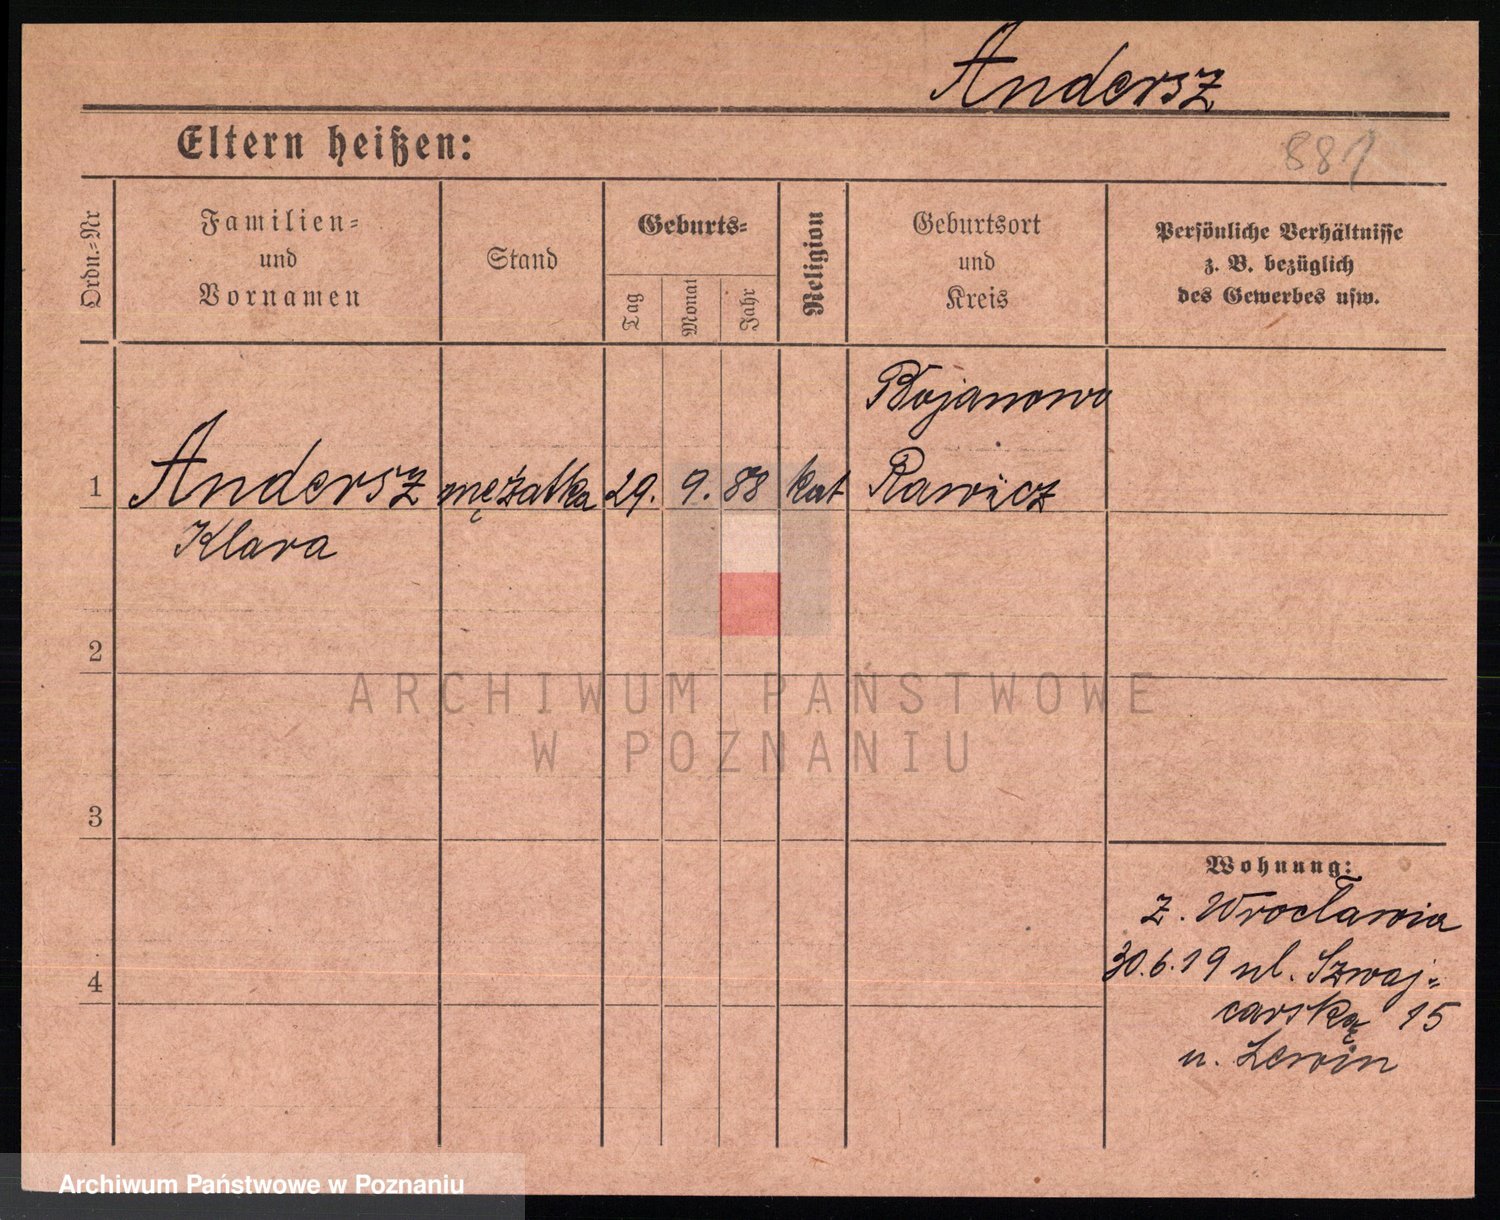 Andersz
Eltern heißen:
881
Ordn.=Nr
Familien=
und
Vornamen
Stand
Geburts=
Tag
Monat
Jahr
Religion
Geburtsort
und
Kreis
Persönliche Verhältnisse
z. B. bezüglich
des Gewerbes usw.
Bojanowo
1 Andersz mężatka 29. 9. 88 kat Rawicz
Klara
2
ARCHIWUM PAŃSTWOWE
W POZNANIU
3
Wohnung:
z. Wrocławia
30.6.19 ul. Szwaj=
4
carską 15
u. Lewin
Archiwum Państwowe w Poznaniu